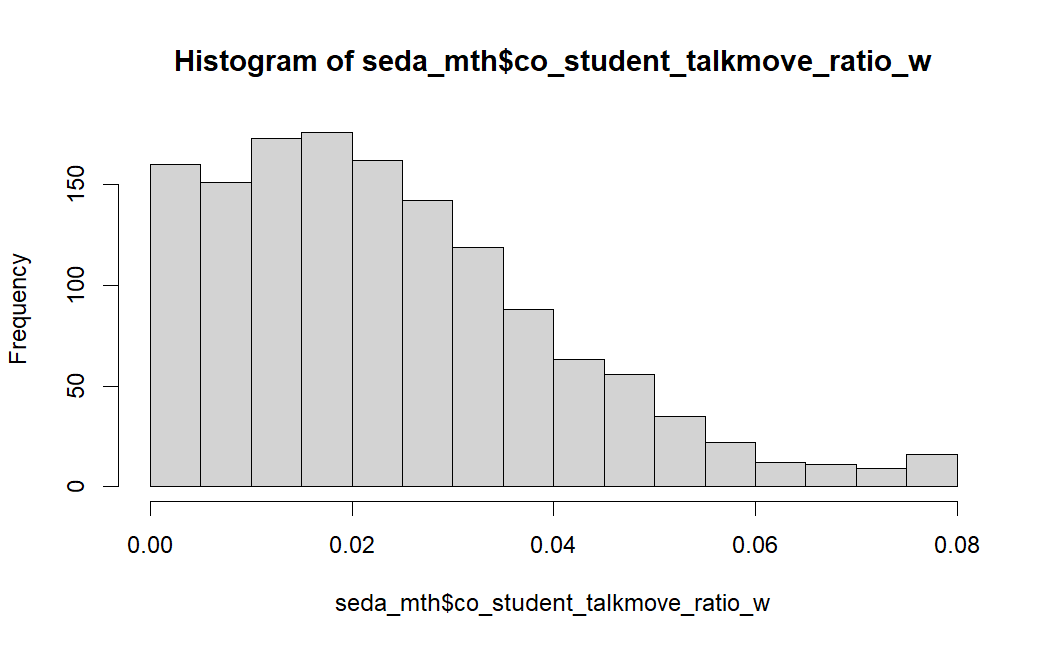 Histogram of seda_mth$co_student_talkmove_ratio_w
Frequency
150
100
50
0
0.00 0.02 0.04 0.06 0.08
seda_mth$co_student_talkmove_ratio_w